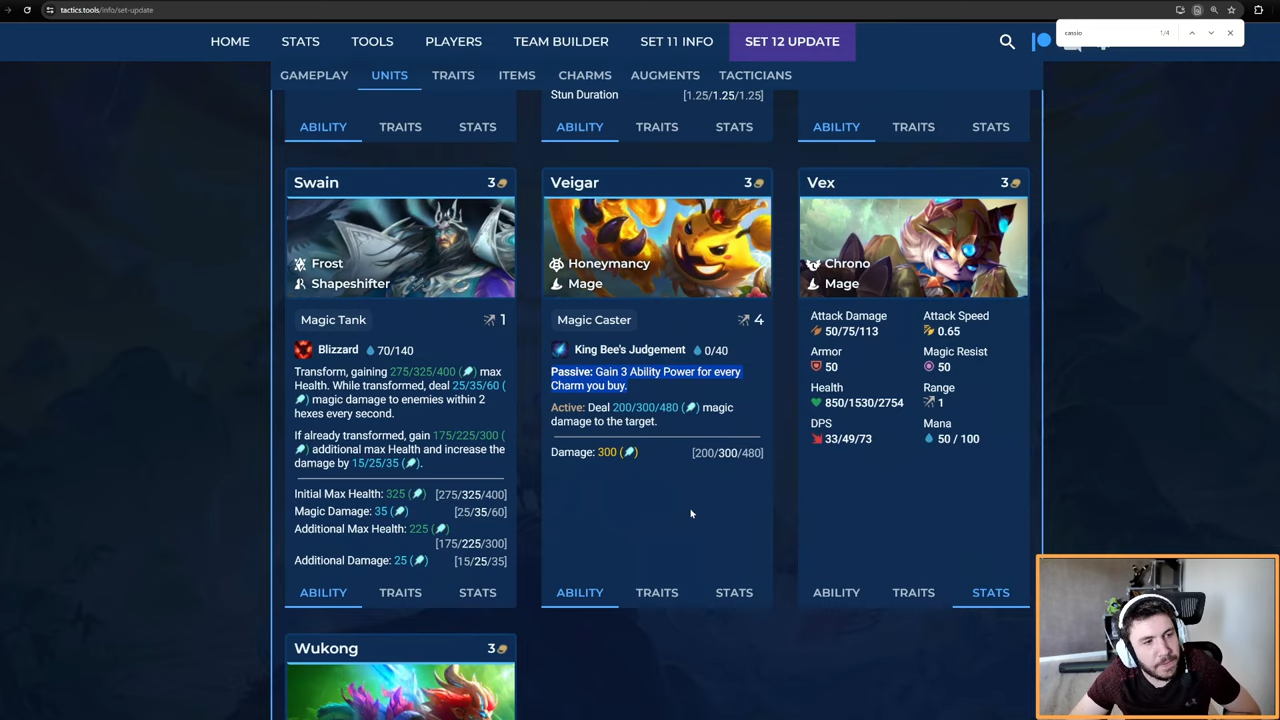 tactics.tools/info/set-update
cassio
1/4
HOME
STATS
TOOLS
PLAYERS
TEAM BUILDER
SET 11 INFO
SET 12 UPDATE
GAMEPLAY
UNITS
TRAITS
ITEMS
CHARMS
AUGMENTS
TACTICIANS
Stun Duration [1.25/1.25/1.25]
ABILITY TRAITS STATS
ABILITY TRAITS STATS
ABILITY TRAITS STATS
Swain 3
Frost
Shapeshifter
Magic Tank 1
Blizzard 70/140
Transform, gaining 275/325/400 ( ) max
Health. While transformed, deal 25/35/60 (
) magic damage to enemies within 2
hexes every second.
If already transformed, gain 175/225/300 (
) additional max Health and increase the
damage by 15/25/35 ( ).
Initial Max Health: 325 ( ) [275/325/400]
Magic Damage: 35 ( ) [25/35/60]
Additional Max Health: 225 ( )
[175/225/300]
Additional Damage: 25 ( ) [15/25/35]
ABILITY TRAITS STATS
Veigar 3
Honeymancy
Mage
Magic Caster 4
King Bee's Judgement 0/40
Passive: Gain 3 Ability Power for every
Charm you buy.
Active: Deal 200/300/480 ( ) magic
damage to the target.
Damage: 300 ( ) [200/300/480]
ABILITY TRAITS STATS
Vex 3
Chrono
Mage
Attack Damage Attack Speed
50/75/113 0.65
Armor Magic Resist
50 50
Health Range
850/1530/2754 1
DPS Mana
33/49/73 50 / 100
ABILITY TRAITS STATS
Wukong 3